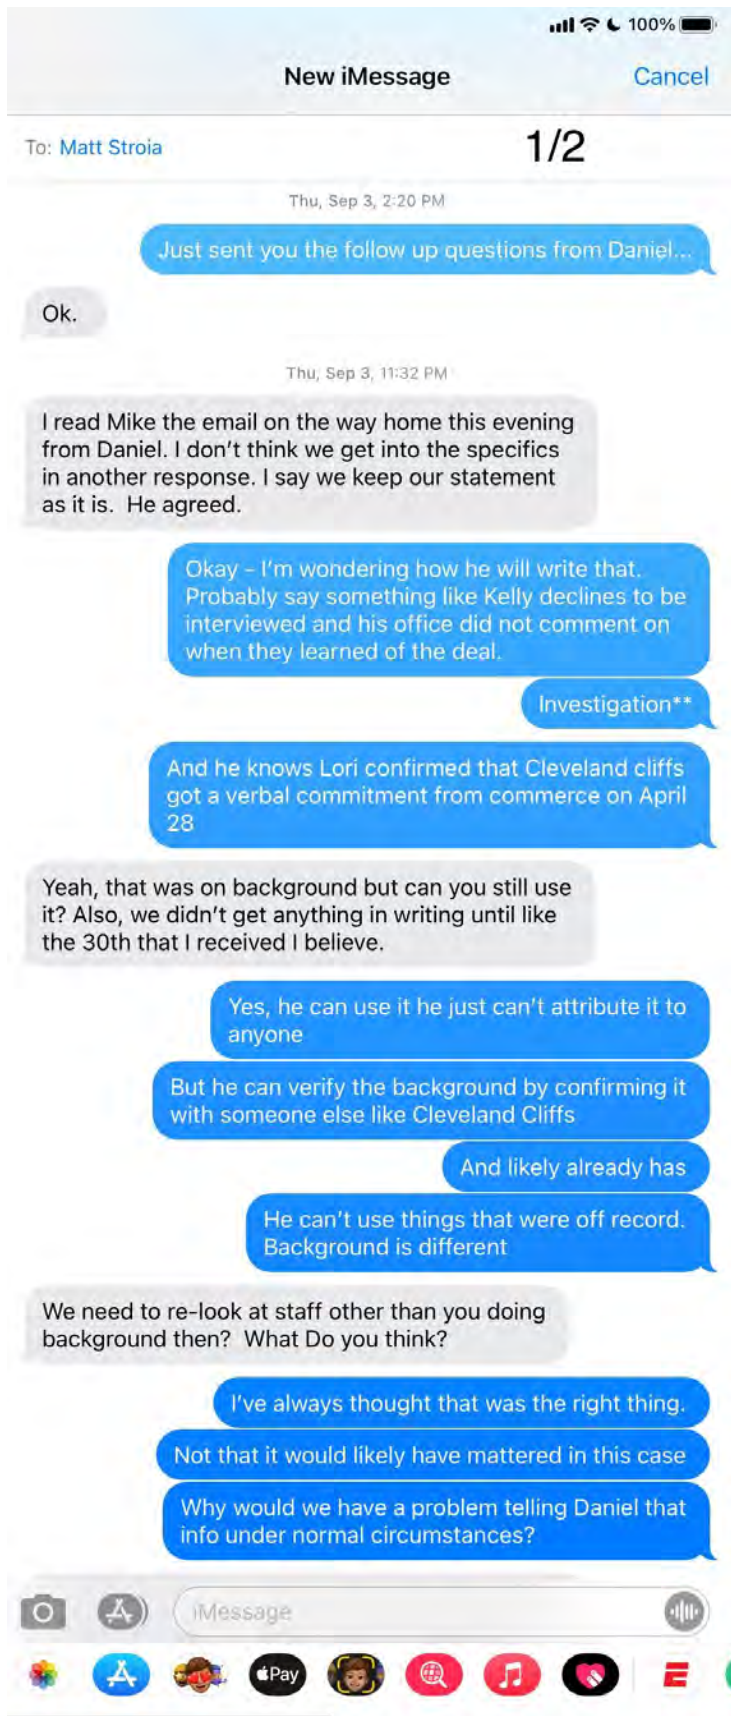 100%
New iMessage
Cancel
To: Matt Stroia
1/2
Thu, Sep 3, 2:20 PM
Just sent you the follow up questions from Daniel...
Ok.
Thu, Sep 3, 11:32 PM
I read Mike the email on the way home this evening
from Daniel. I don't think we get into the specifics
in another response. I say we keep our statement
as it is.  He agreed.
Okay – I'm wondering how he will write that.
Probably say something like Kelly declines to be
interviewed and his office did not comment on
when they learned of the deal.
Investigation**
And he knows Lori confirmed that Cleveland cliffs
got a verbal commitment from commerce on April
28
Yeah, that was on background but can you still use
it? Also, we didn't get anything in writing until like
the 30th that I received I believe.
Yes, he can use it he just can't attribute it to
anyone
But he can verify the background by confirming it
with someone else like Cleveland Cliffs
And likely already has
He can't use things that were off record.
Background is different
We need to re-look at staff other than you doing
background then?  What Do you think?
I've always thought that was the right thing.
Not that it would likely have mattered in this case
Why would we have a problem telling Daniel that
info under normal circumstances?
iMessage
Pay